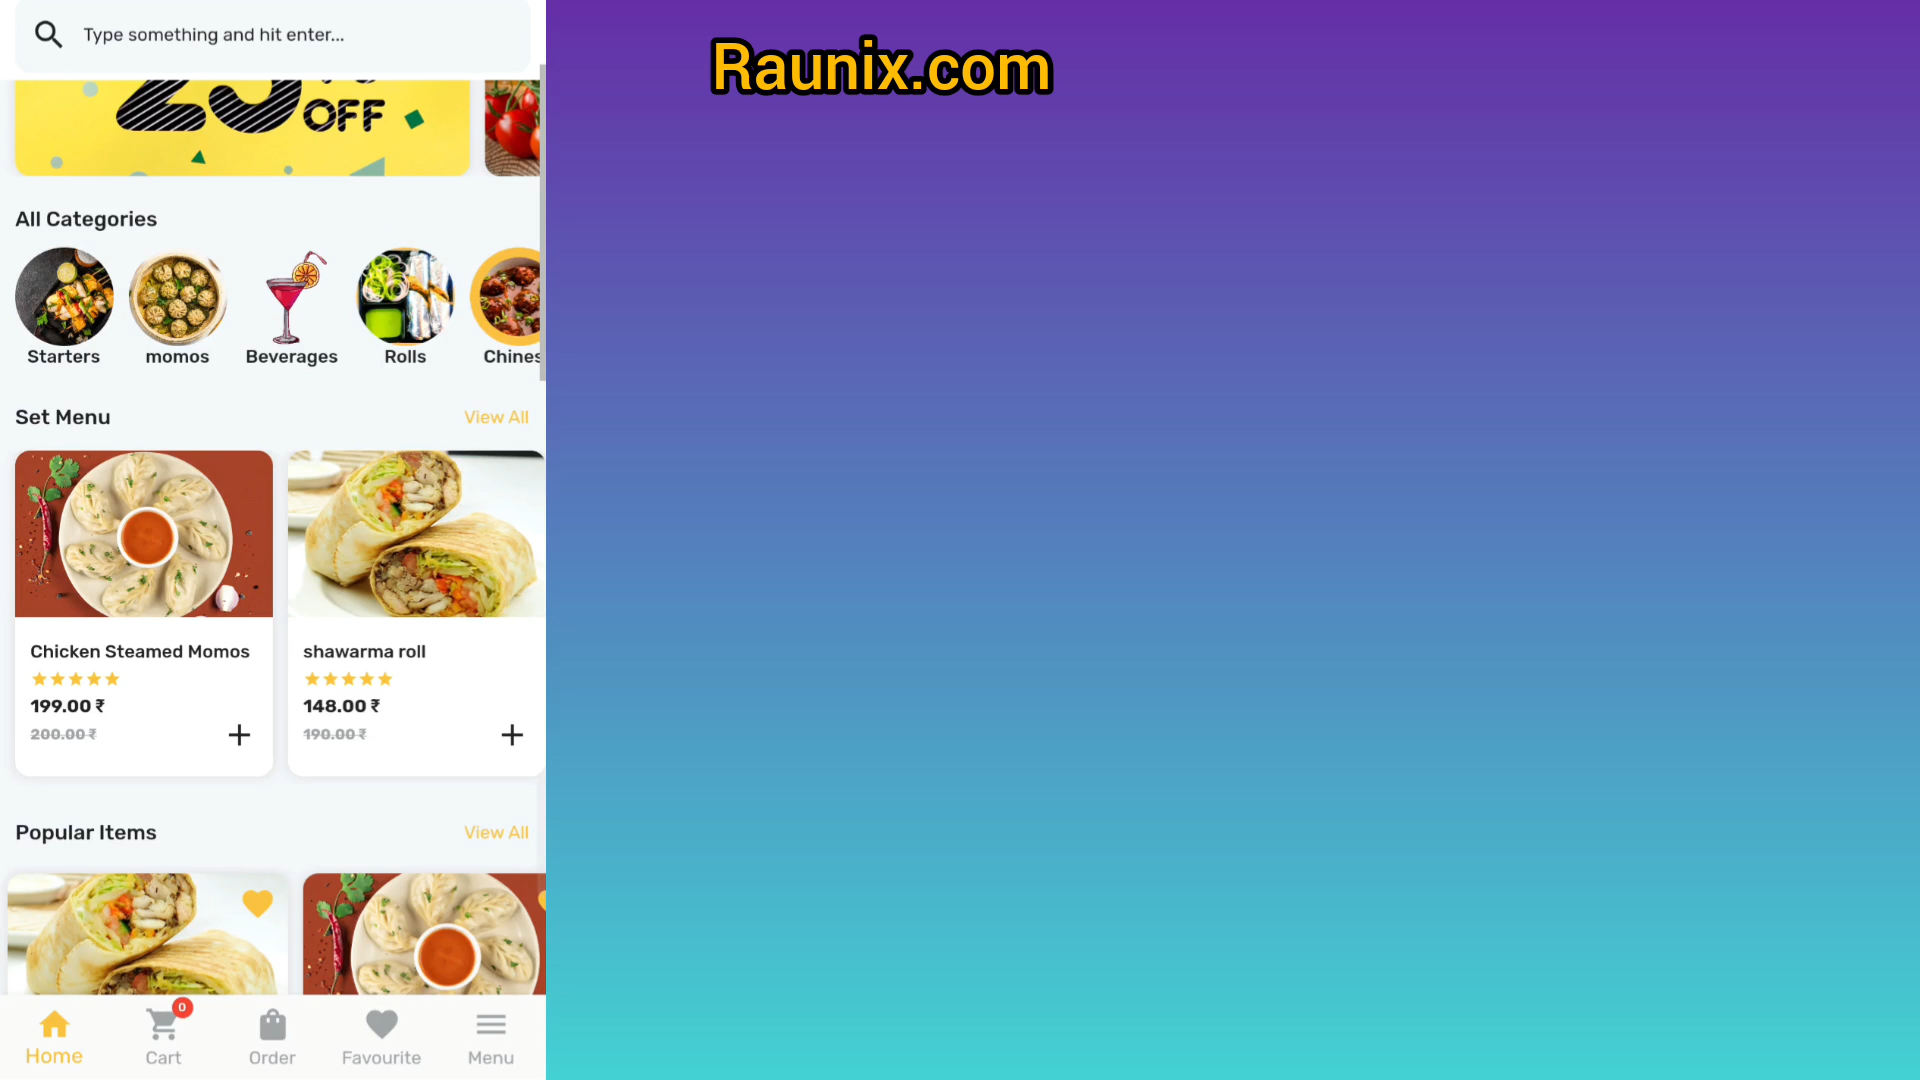 Type something and hit enter...
Raunix.com
OFF
All Categories
Starters momos Beverages Rolls Chines
Set Menu View All
Chicken Steamed Momos
199.00 ₹
200.00 ₹
shawarma roll
148.00 ₹
190.00 ₹
Popular Items View All
0
Home Cart Order Favourite Menu